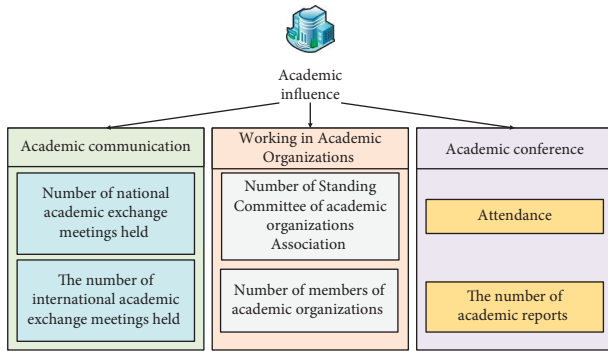 Academic
influence
Academic communication
Number of national
academic exchange
meetings held
The number of
international academic
exchange meetings held
Working in Academic
Organizations
Number of Standing
Committee of academic
organizations
Association
Number of members of
academic organizations
Academic conference
Attendance
The number of
academic reports